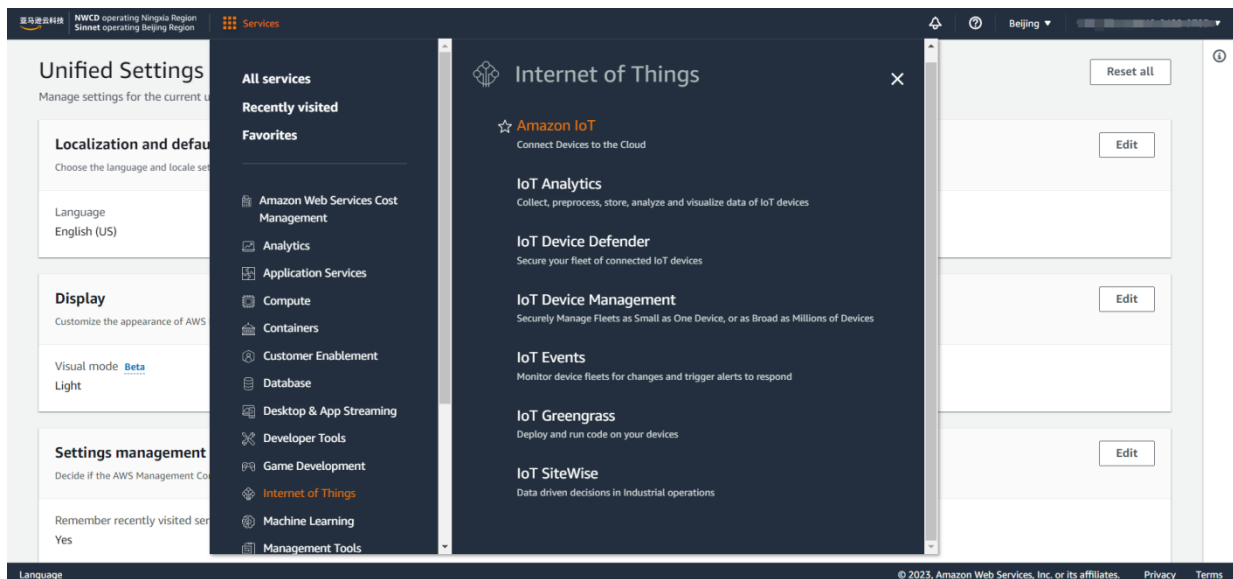 亚马逊云科技
NWCD operating Ningxia Region
Sinnet operating Beijing Region
Services
Beijing
Unified Settings
Manage settings for the current u
Reset all
Localization and defau
Choose the language and locale set
Edit
Language
English (US)
Display
Customize the appearance of AWS
Edit
Visual mode Beta
Light
Settings management
Decide if the AWS Management Co
Edit
Remember recently visited ser
Yes
All services
Recently visited
Favorites
Amazon Web Services Cost
Management
Analytics
Application Services
Compute
Containers
Customer Enablement
Database
Desktop & App Streaming
Developer Tools
Game Development
Internet of Things
Machine Learning
Management Tools
Internet of Things
Amazon IoT
Connect Devices to the Cloud
IoT Analytics
Collect, preprocess, store, analyze and visualize data of IoT devices
IoT Device Defender
Secure your fleet of connected IoT devices
IoT Device Management
Securely Manage Fleets as Small as One Device, or as Broad as Millions of Devices
IoT Events
Monitor device fleets for changes and trigger alerts to respond
IoT Greengrass
Deploy and run code on your devices
IoT SiteWise
Data driven decisions in Industrial operations
Language
© 2023, Amazon Web Services, Inc. or its affiliates.
Privacy
Terms